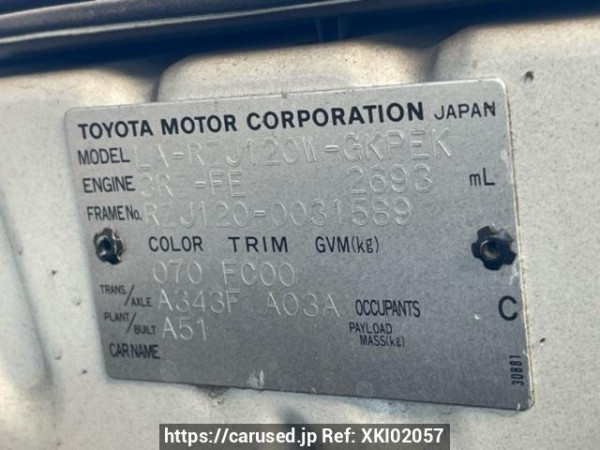 TOYOTA MOTOR CORPORATION JAPAN
MODEL LA-RZJ120W-GKPEK
ENGINE 3RZ-FE 2693 mL
FRAME No. RZJ120-0031589
COLOR TRIM GVM(kg)
070 FC00
TRANS/AXLE A343F A03A OCCUPANTS C
PLANT/BUILT A51 PAYLOAD MASS(kg)
CAR NAME
30881
https://carused.jp Ref: XKI02057